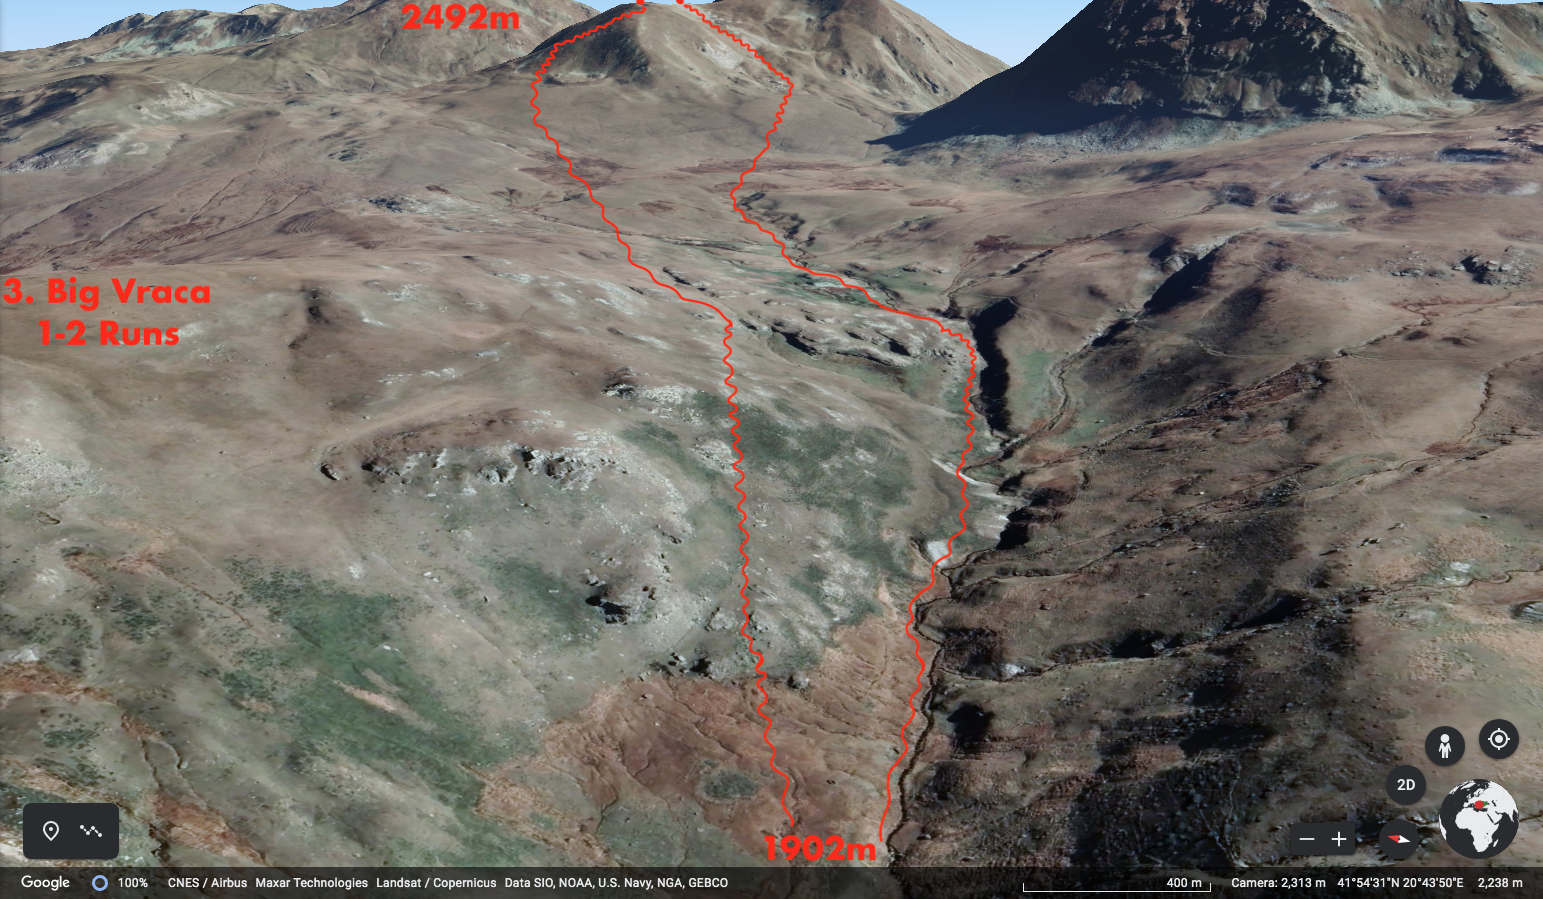 2492m
3. Big Vraca
1-2 Runs
1902m
2D
Google 100% CNES / Airbus Maxar Technologies Landsat / Copernicus Data SIO, NOAA, U.S. Navy, NGA, GEBCO 400 m Camera: 2,313 m 41°54'31"N 20°43'50"E 2,238 m